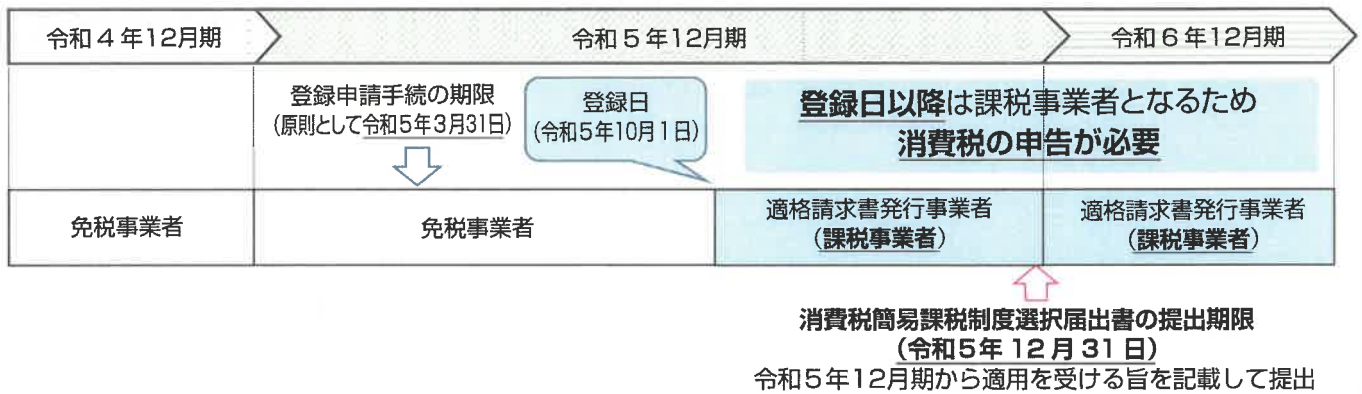 令和4年12月期
令和5年12月期
令和6年12月期
登録申請手続の期限
(原則として令和5年3月31日)
登録日
(令和5年10月1日)
登録日以降は課税事業者となるため
消費税の申告が必要
免税事業者
免税事業者
適格請求書発行事業者
(課税事業者)
適格請求書発行事業者
(課税事業者)
消費税簡易課税制度選択届出書の提出期限
(令和5年12月31日)
令和5年12月期から適用を受ける旨を記載して提出